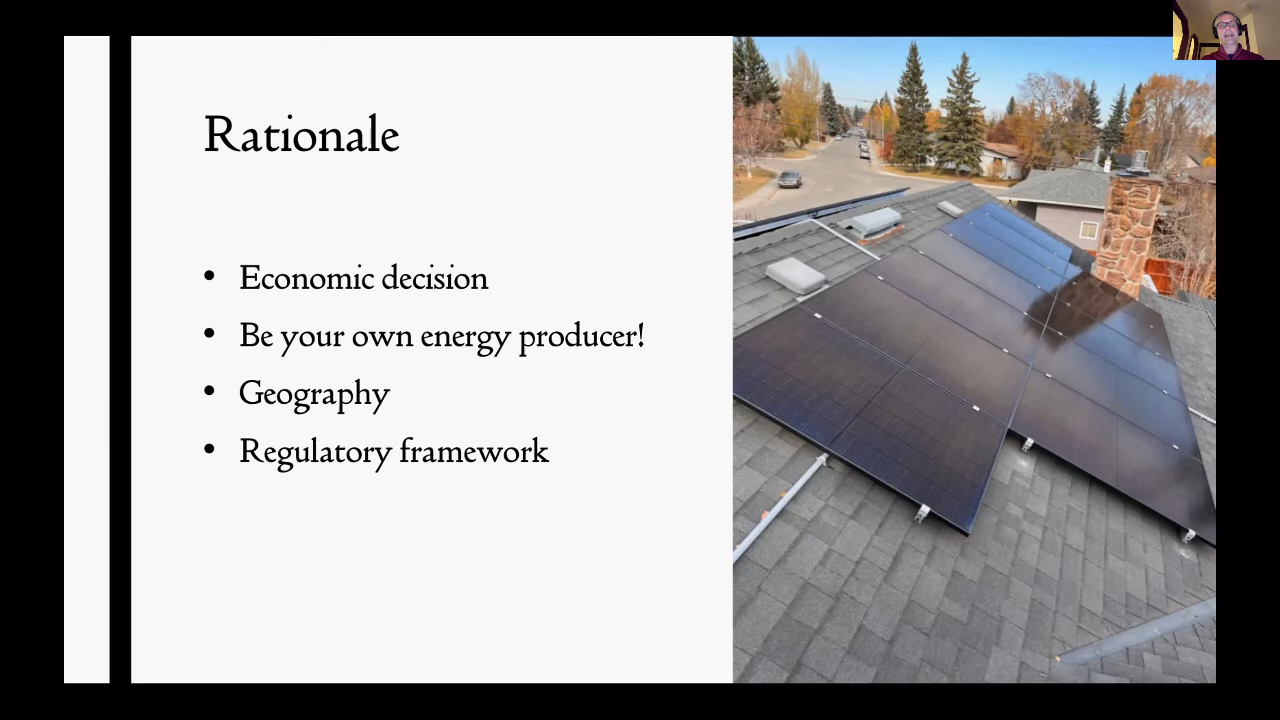 Rationale
• Economic decision
• Be your own energy producer!
• Geography
• Regulatory framework